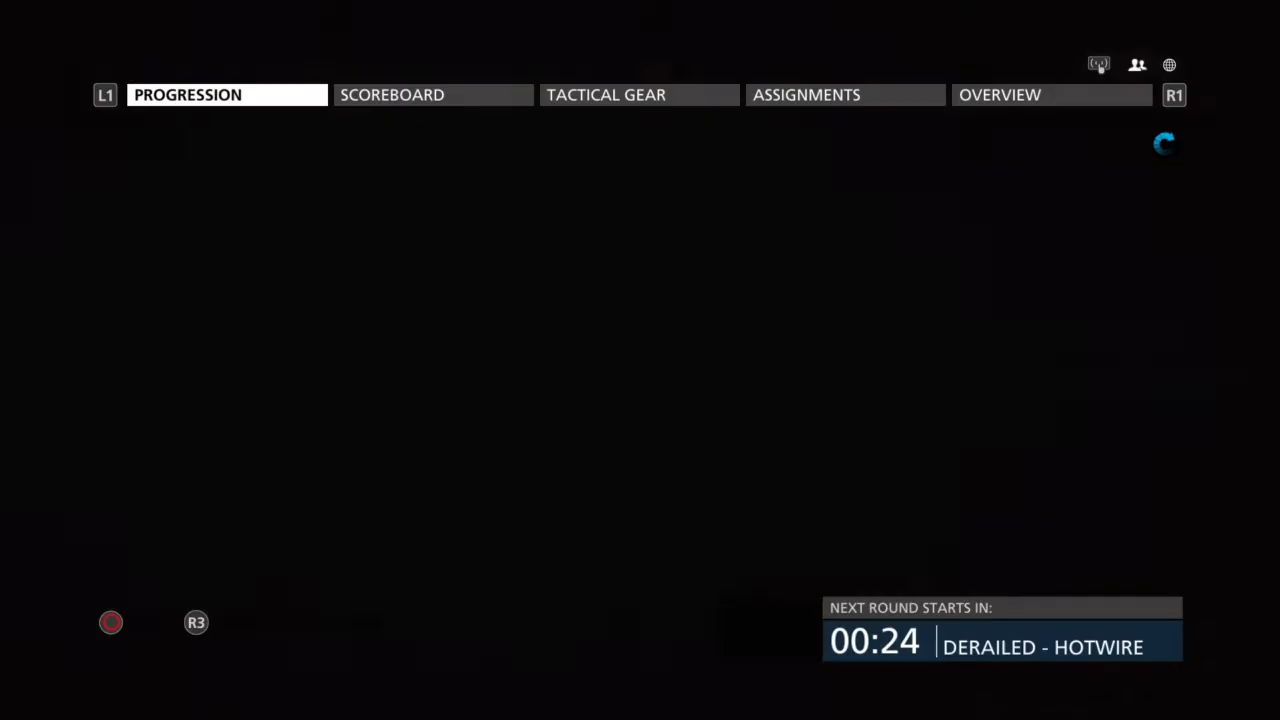 L1 PROGRESSION SCOREBOARD TACTICAL GEAR ASSIGNMENTS OVERVIEW R1
R3
NEXT ROUND STARTS IN:
00:24 DERAILED - HOTWIRE